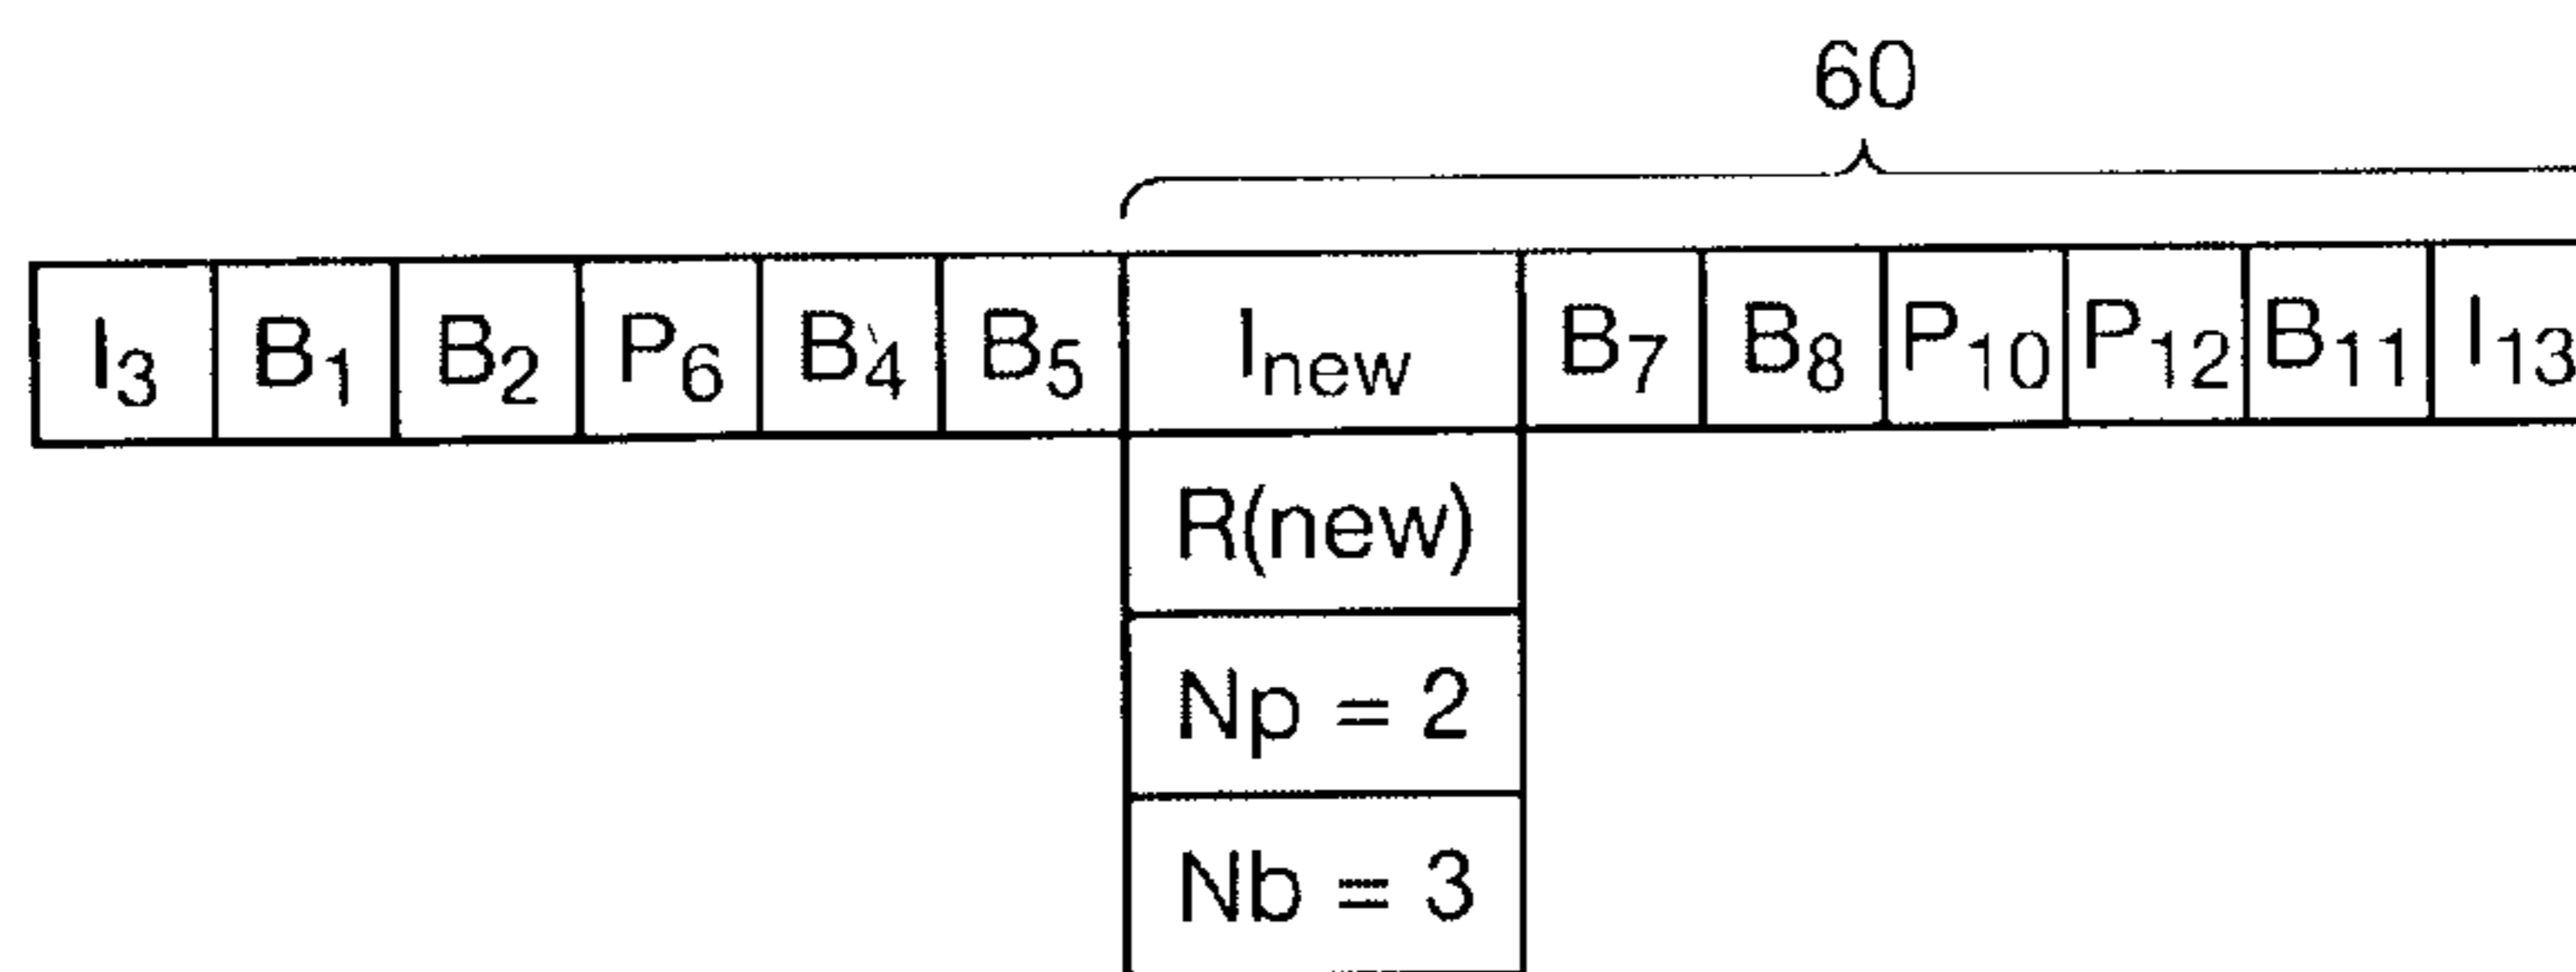 60
I3 B1 B2 P6 B4 B5 Inew B7 B8 P10 P12 B11 I13
R(new)
Np = 2
Nb = 3